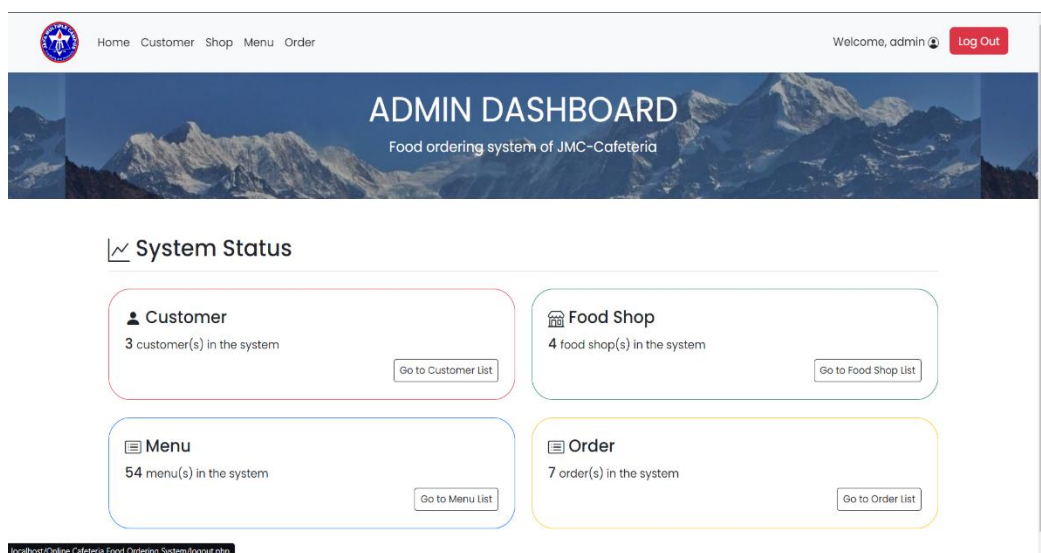 Home Customer Shop Menu Order
Welcome, admin
Log Out
ADMIN DASHBOARD
Food ordering system of JMC-Cafeteria
System Status
Customer
3 customer(s) in the system
Go to Customer List
Food Shop
4 food shop(s) in the system
Go to Food Shop List
Menu
54 menu(s) in the system
Go to Menu List
Order
7 order(s) in the system
Go to Order List
localhost/Online Cafeteria Food Ordering System/logout.php